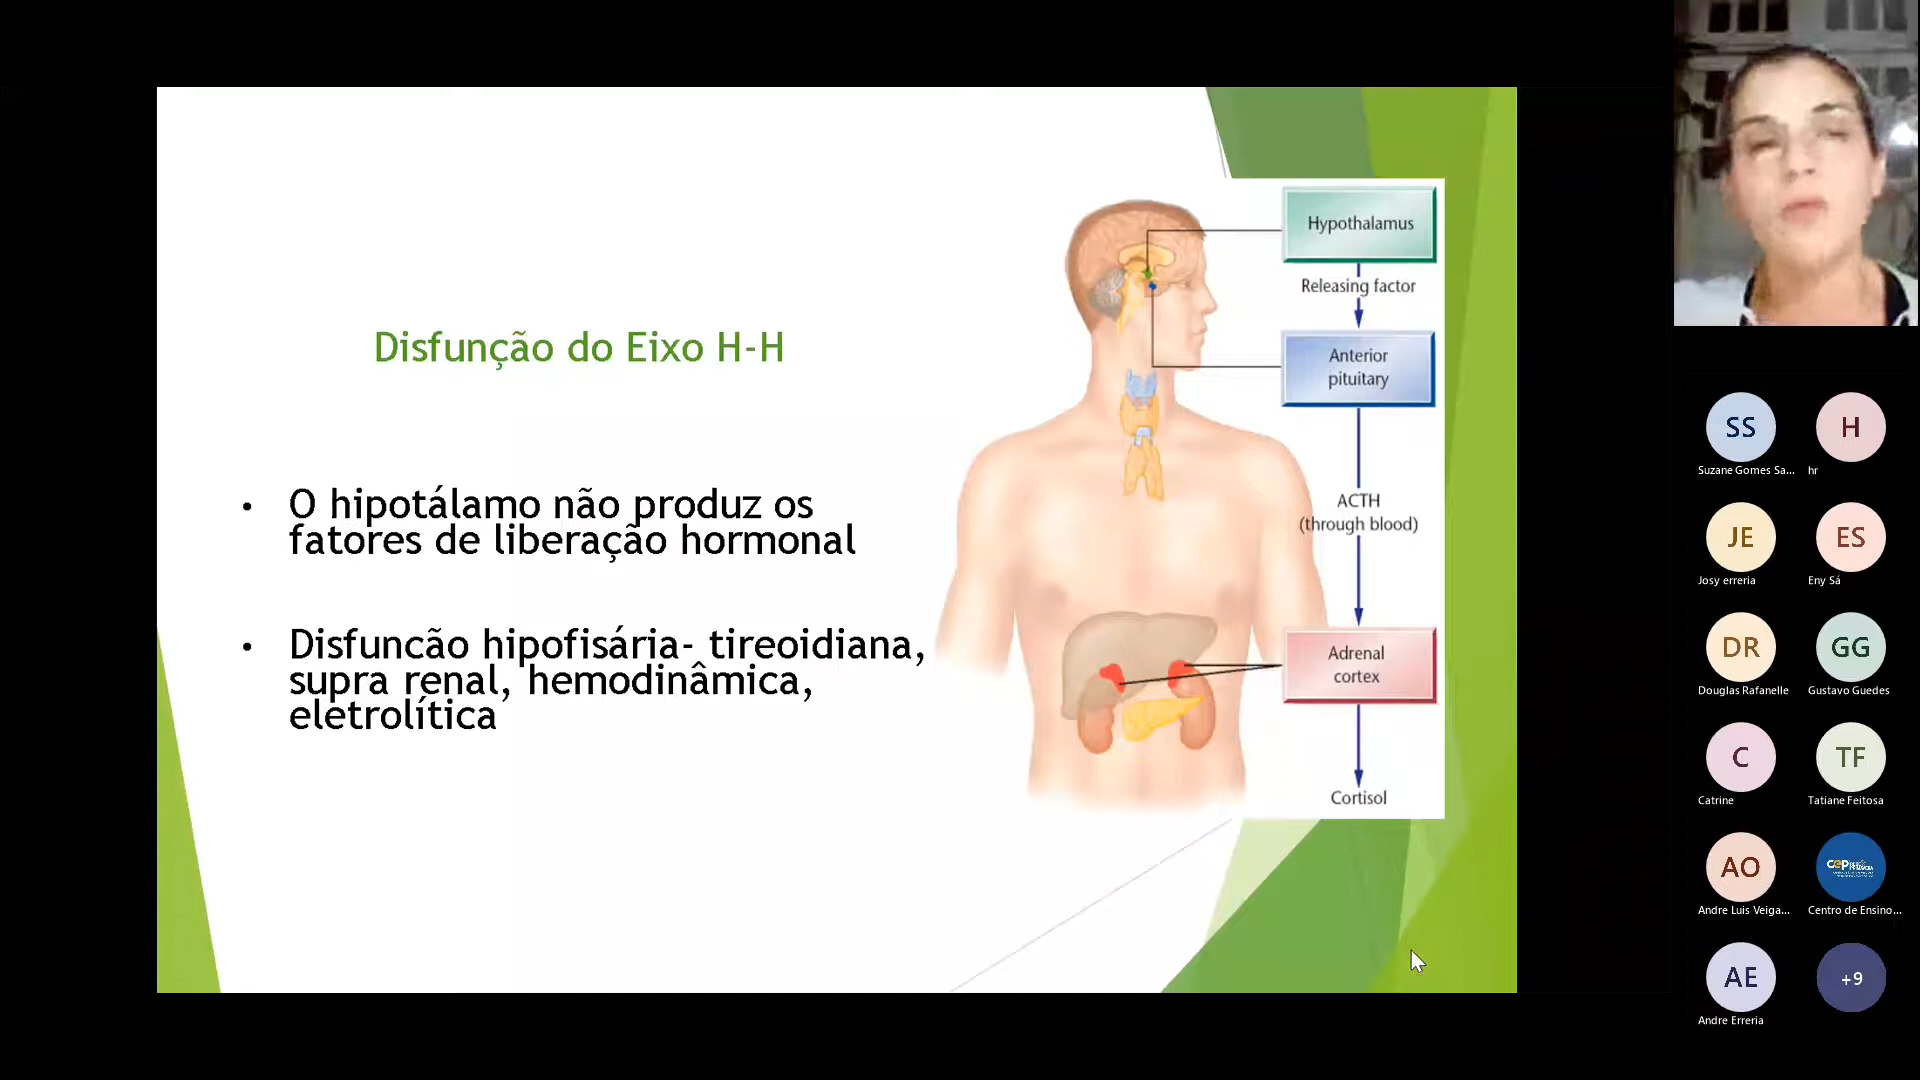 Disfunção do Eixo H-H
• O hipotálamo não produz os
fatores de liberação hormonal
• Disfuncão hipofisária- tireoidiana,
supra renal, hemodinâmica,
eletrolítica
Hypothalamus
Releasing factor
Anterior
pituitary
ACTH
(through blood)
Adrenal
cortex
Cortisol
SS
Suzane Gomes Sa...
H
hr
JE
Josy erreria
ES
Eny Sá
DR
Douglas Rafanelle
GG
Gustavo Guedes
C
Catrine
TF
Tatiane Feitosa
AO
Andre Luis Veiga...
cep
Centro de Ensino...
AE
Andre Erreria
+9